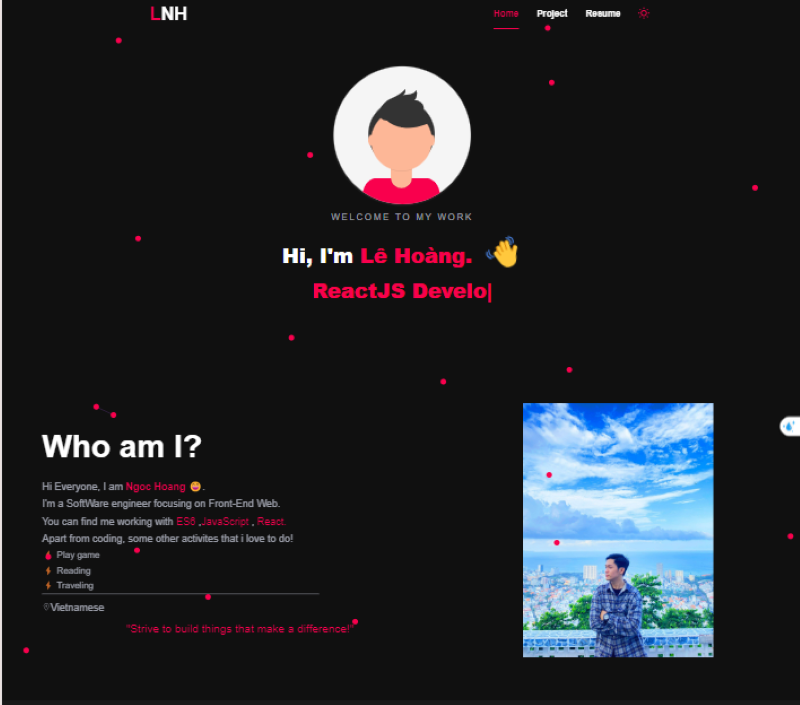 LNH
Home Project Resume
WELCOME TO MY WORK
Hi, I'm Lê Hoàng.
ReactJS Develo|
Who am I?
Hi Everyone, I am Ngoc Hoang .
I'm a SoftWare engineer focusing on Front-End Web.
You can find me working with ES6 ,JavaScript , React.
Apart from coding, some other activites that i love to do!
Play game
Reading
Traveling
Vietnamese
"Strive to build things that make a difference!"